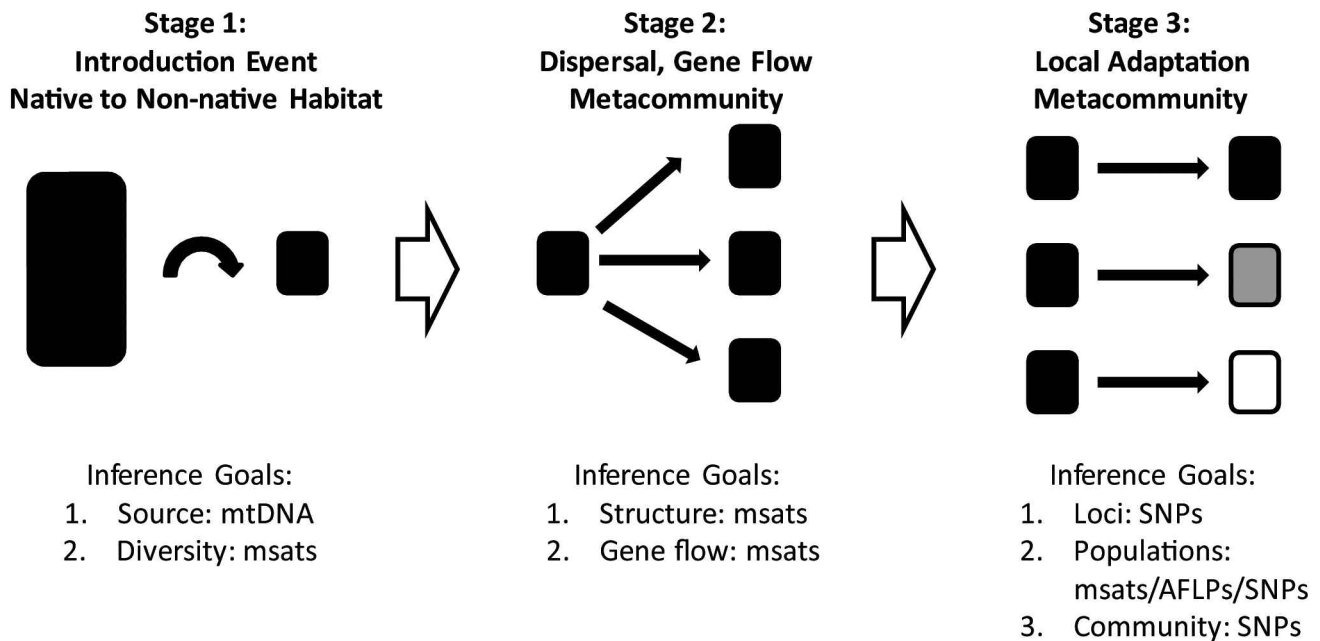 Stage 1:
Introduction Event
Native to Non-native Habitat
Stage 2:
Dispersal, Gene Flow
Metacommunity
Stage 3:
Local Adaptation
Metacommunity
Inference Goals:
1. Source: mtDNA
2. Diversity: msats
Inference Goals:
1. Structure: msats
2. Gene flow: msats
Inference Goals:
1. Loci: SNPs
2. Populations:
msats/AFLPs/SNPs
3. Community: SNPs